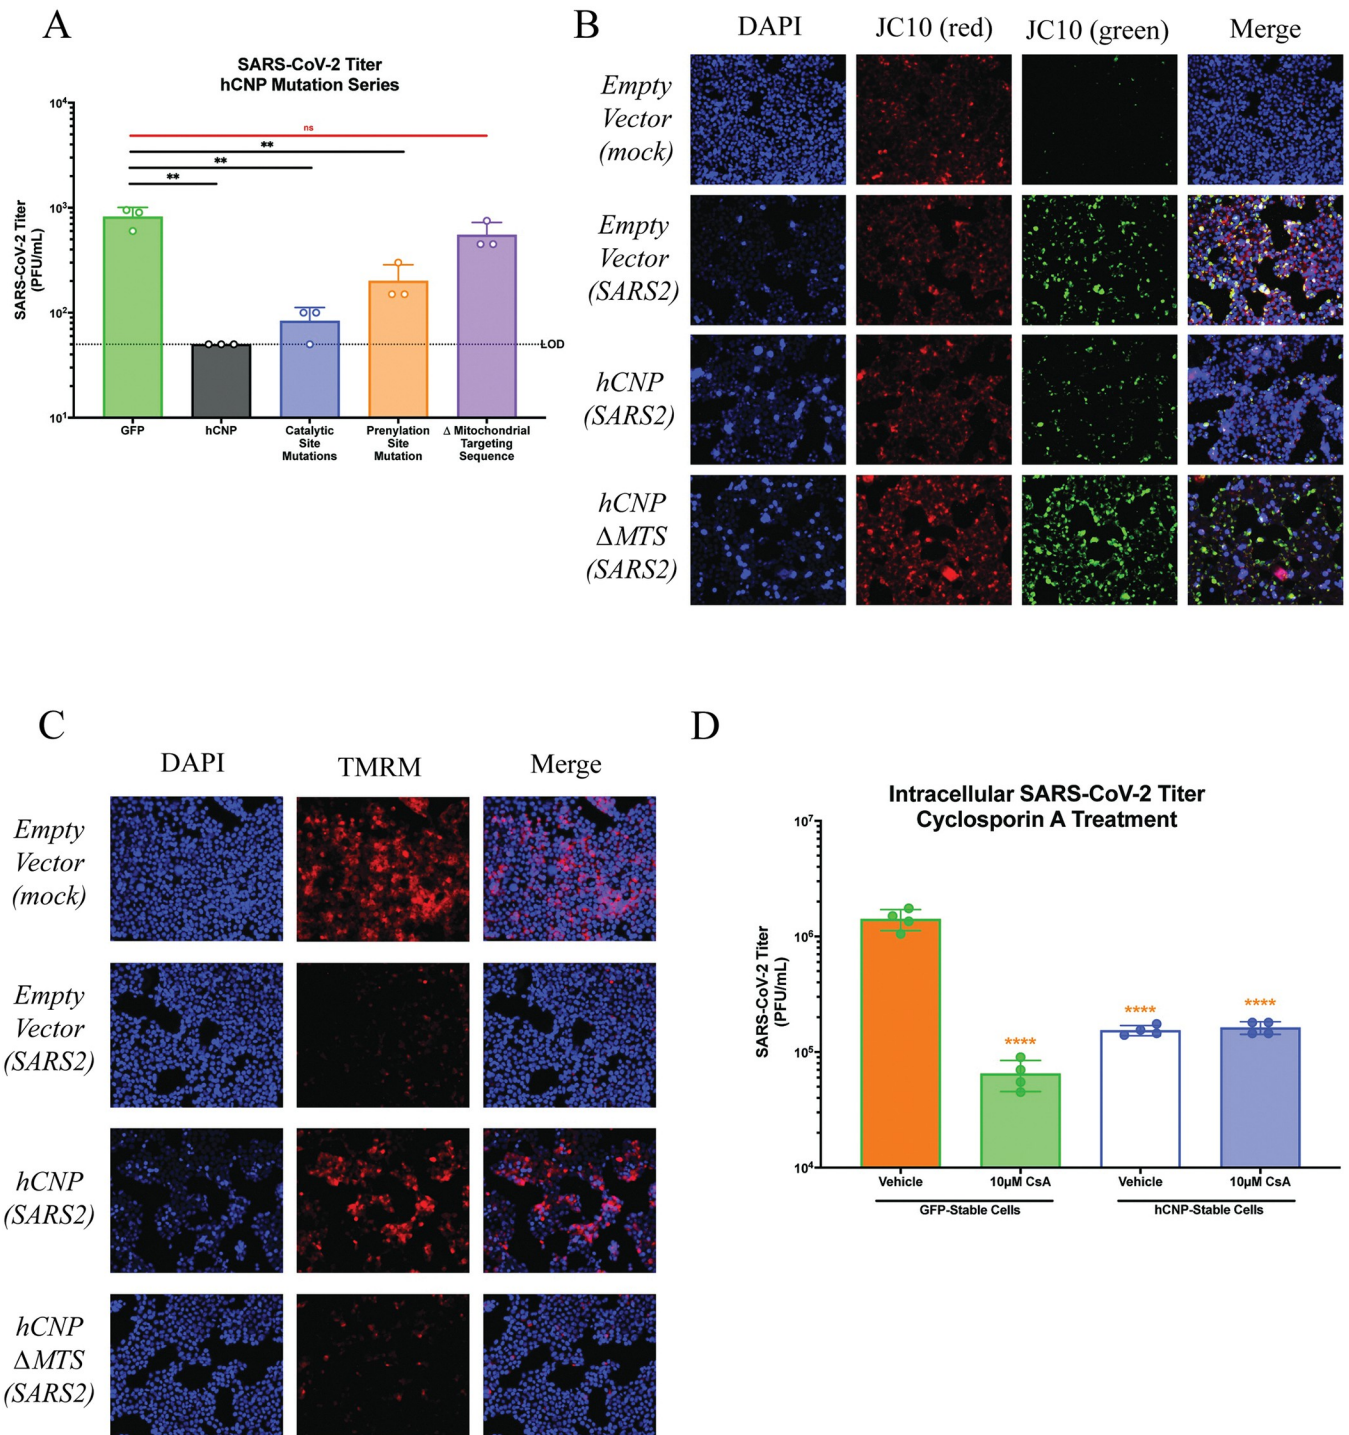 A
SARS-CoV-2 Titer
hCNP Mutation Series
SARS-CoV-2 Titer
(PFU/mL)
10⁴
10³
10²
10¹
ns
**
**
**
LOD
GFP
hCNP
Catalytic
Site
Mutations
Prenylation
Site
Mutation
Δ Mitochondrial
Targeting
Sequence
B
DAPI
JC10 (red)
JC10 (green)
Merge
Empty
Vector
(mock)
Empty
Vector
(SARS2)
hCNP
(SARS2)
hCNP
ΔMTS
(SARS2)
C
DAPI
TMRM
Merge
Empty
Vector
(mock)
Empty
Vector
(SARS2)
hCNP
(SARS2)
hCNP
ΔMTS
(SARS2)
D
Intracellular SARS-CoV-2 Titer
Cyclosporin A Treatment
SARS-CoV-2 Titer
(PFU/mL)
10⁷
10⁶
10⁵
10⁴
****
****
****
Vehicle
10µM CsA
Vehicle
10µM CsA
GFP-Stable Cells
hCNP-Stable Cells